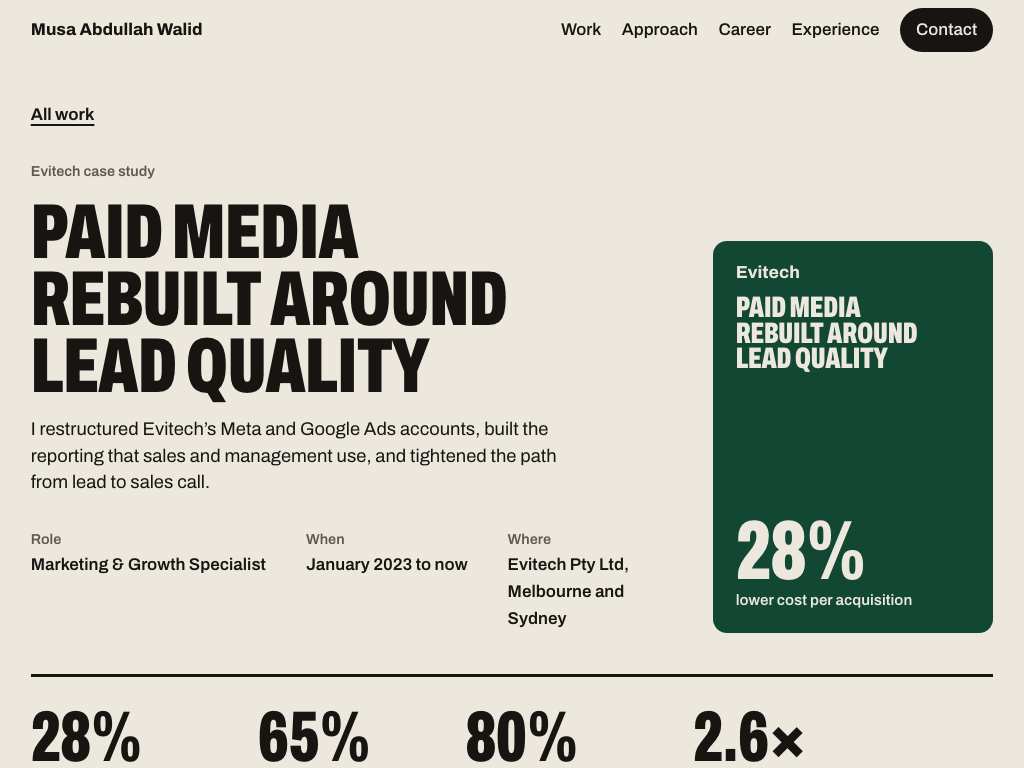 Musa Abdullah Walid
Work Approach Career Experience Contact
All work
Evitech case study
PAID MEDIA
REBUILT AROUND
LEAD QUALITY
I restructured Evitech’s Meta and Google Ads accounts, built the
reporting that sales and management use, and tightened the path
from lead to sales call.
Role
Marketing & Growth Specialist
When
January 2023 to now
Where
Evitech Pty Ltd,
Melbourne and
Sydney
Evitech
PAID MEDIA
REBUILT AROUND
LEAD QUALITY
28%
lower cost per acquisition
28% 65% 80% 2.6×